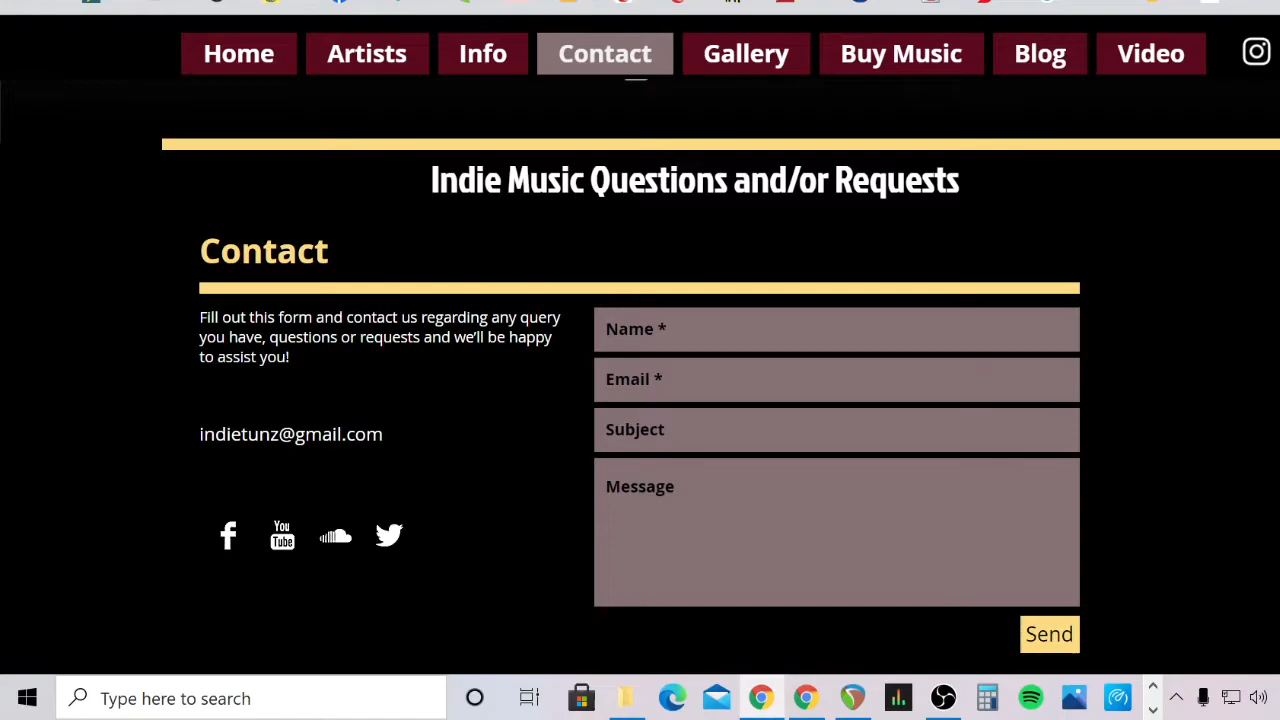 Home Artists Info Contact Gallery Buy Music Blog Video
Indie Music Questions and/or Requests
Contact
Fill out this form and contact us regarding any query
you have, questions or requests and we'll be happy
to assist you!
indietunz@gmail.com
You
Tube
Name *
Email *
Subject
Message
Send
Type here to search